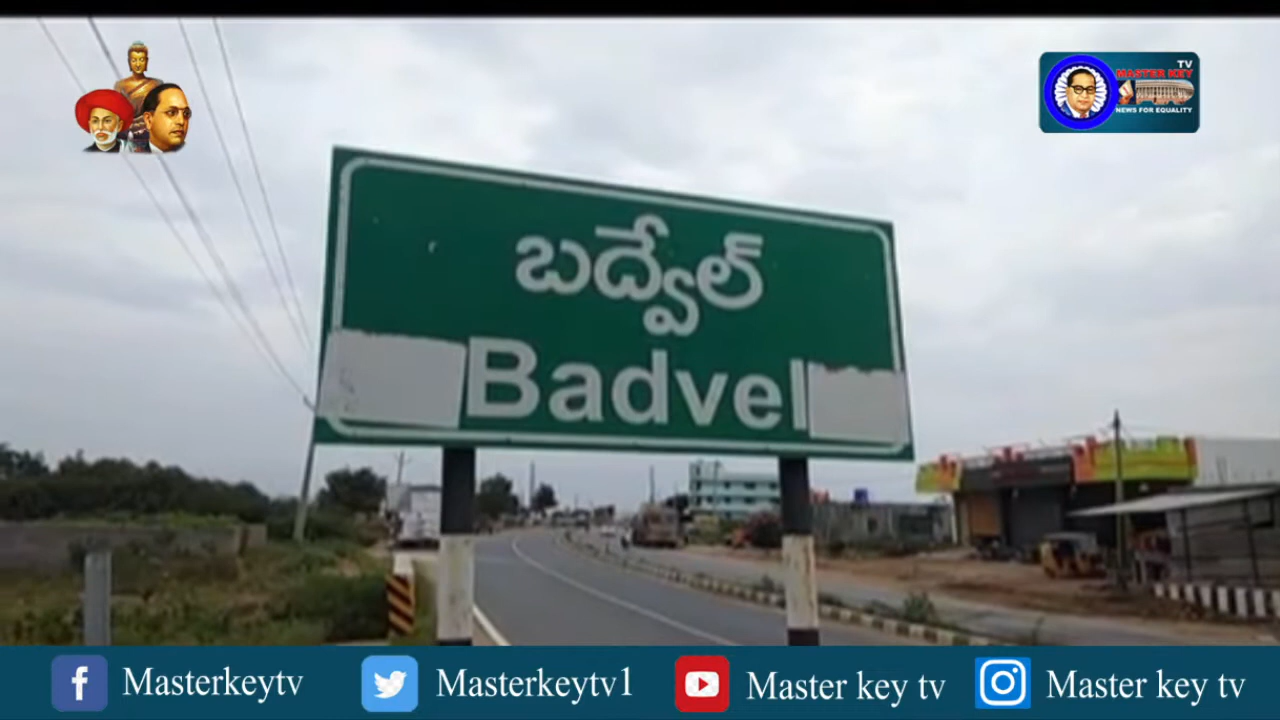 TV
MASTER KEY
NEWS FOR EQUALITY
బద్వేల్
Badvel
Masterkeytv
Masterkeytv1
Master key tv
Master key tv